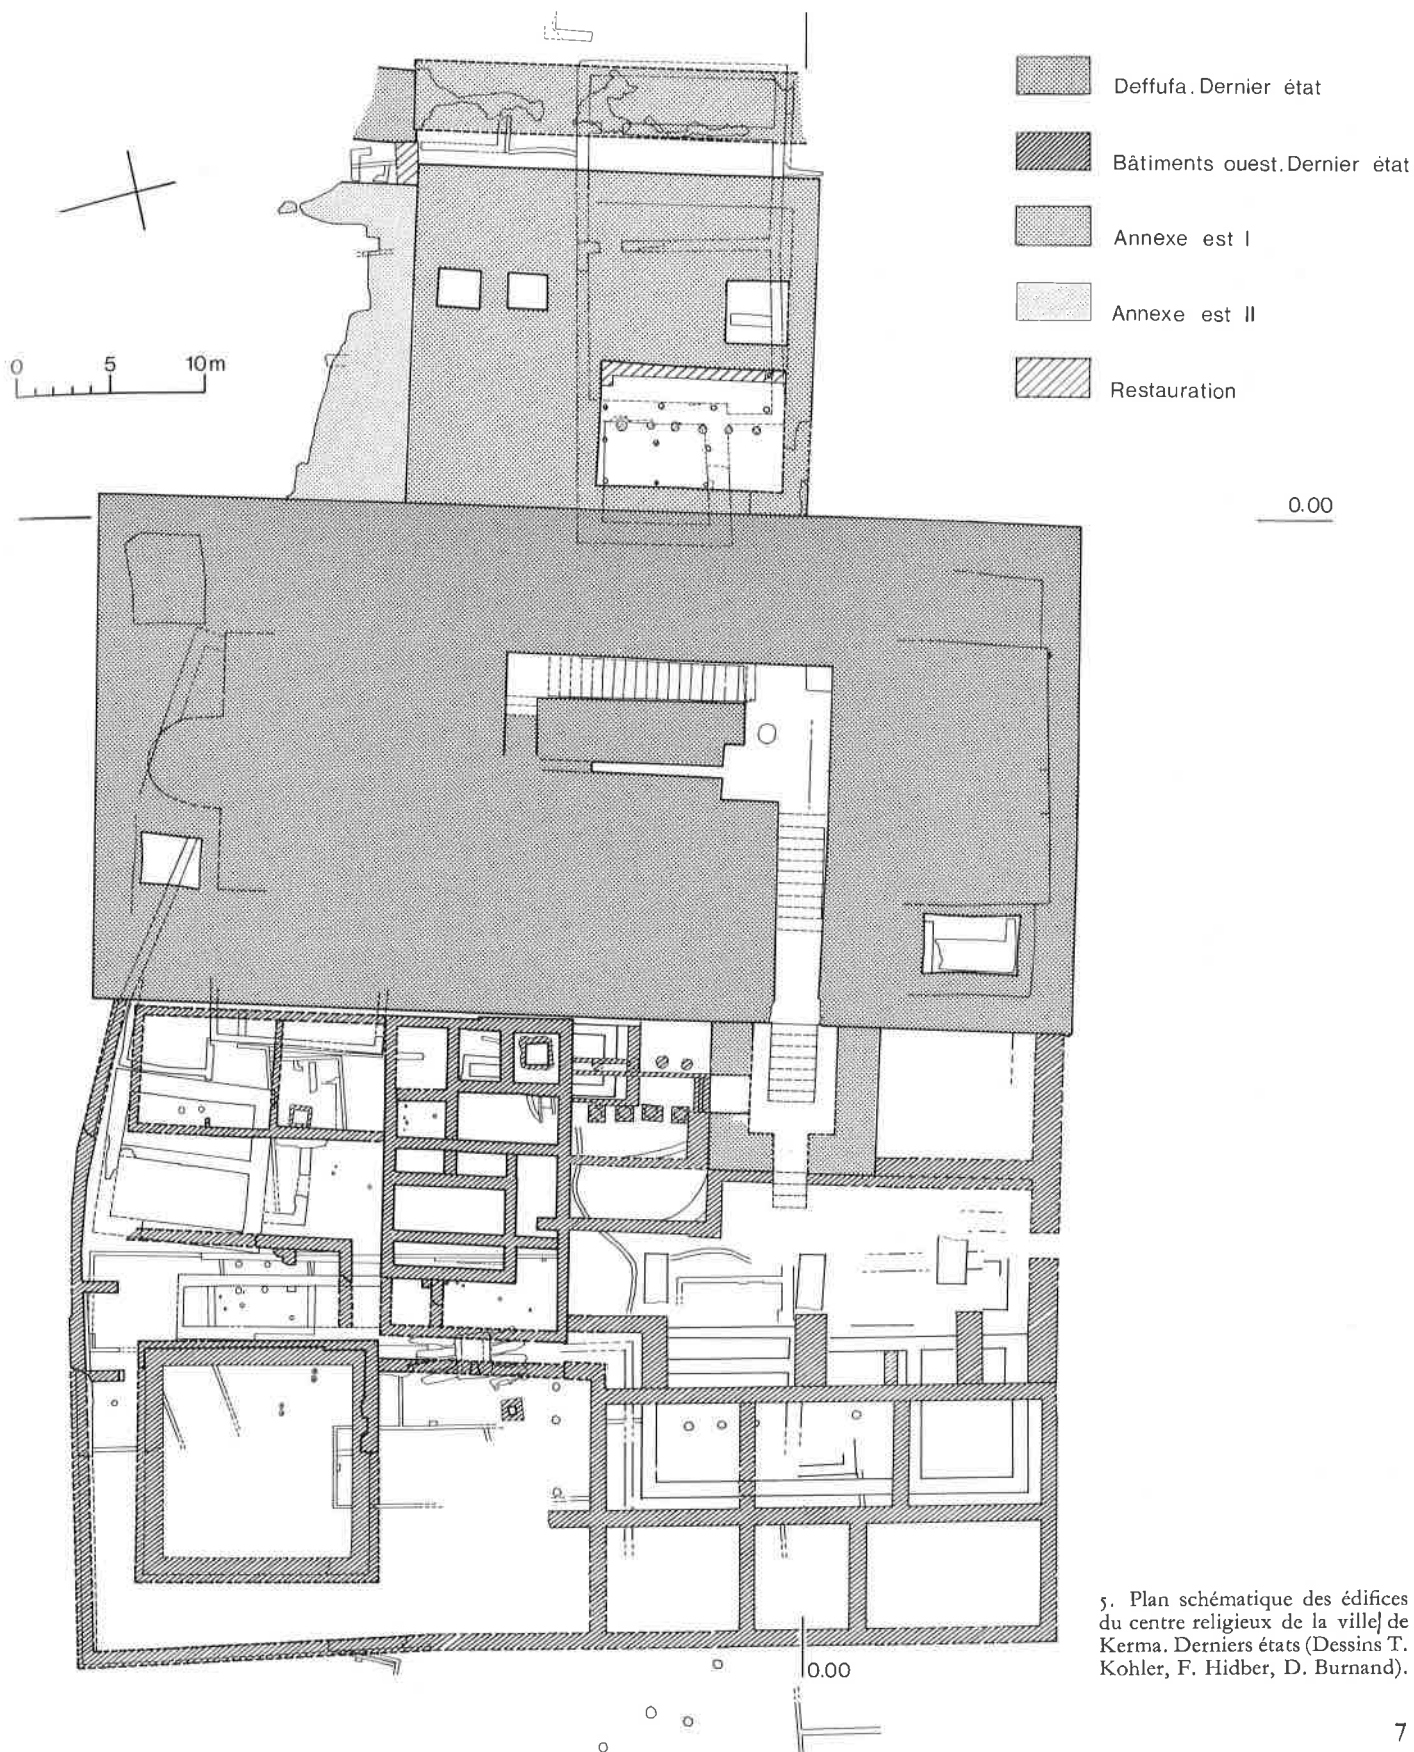 Deffufa. Dernier état
Bâtiments ouest. Dernier état
Annexe est I
Annexe est II
Restauration
0 5 10m
0.00
0.00
5. Plan schématique des édifices
du centre religieux de la ville de
Kerma. Derniers états (Dessins T.
Kohler, F. Hidber, D. Burnand).
7